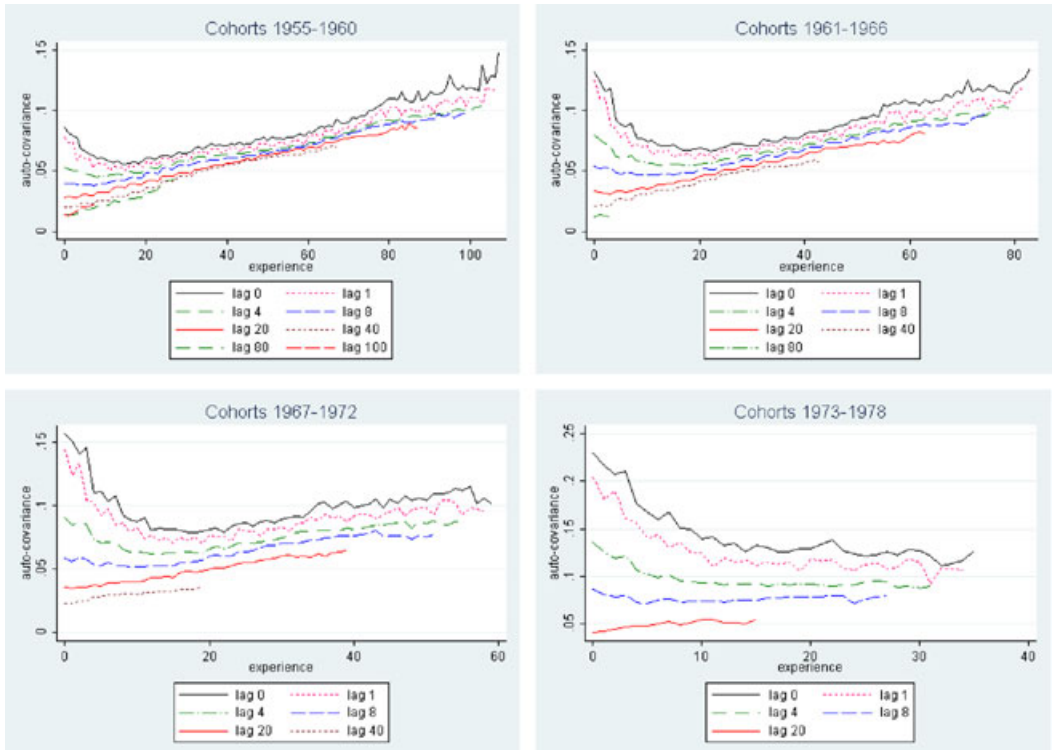 Cohorts 1955-1960
auto-covariance
0 .05 .1 .15
0 20 40 60 80 100
experience
lag 0 lag 1
lag 4 lag 8
lag 20 lag 40
lag 80 lag 100
Cohorts 1961-1966
auto-covariance
0 .05 .1 .15
0 20 40 60 80
experience
lag 0 lag 1
lag 4 lag 8
lag 20 lag 40
lag 80
Cohorts 1967-1972
auto-covariance
0 .05 .1 .15
0 20 40 60
experience
lag 0 lag 1
lag 4 lag 8
lag 20 lag 40
Cohorts 1973-1978
auto-covariance
.05 .1 .15 .2 .25
0 10 20 30 40
experience
lag 0 lag 1
lag 4 lag 8
lag 20